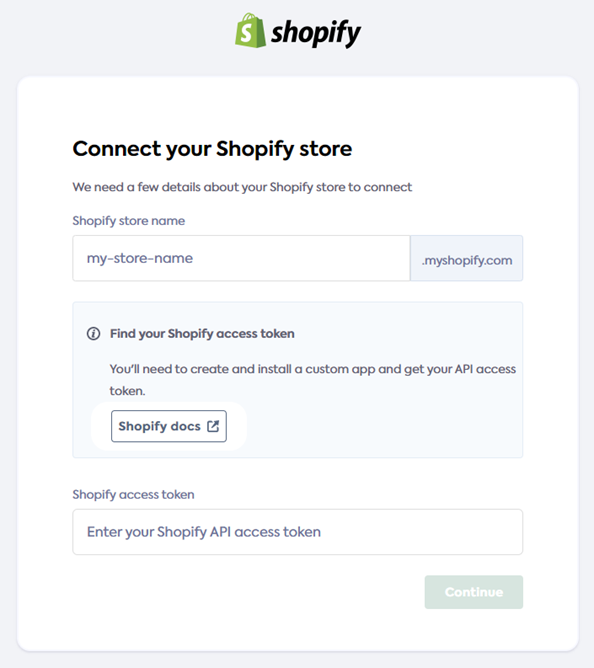 shopify
Connect your Shopify store
We need a few details about your Shopify store to connect
Shopify store name
my-store-name
.myshopify.com
Find your Shopify access token
You'll need to create and install a custom app and get your API access
token.
Shopify docs
Shopify access token
Enter your Shopify API access token
Continue